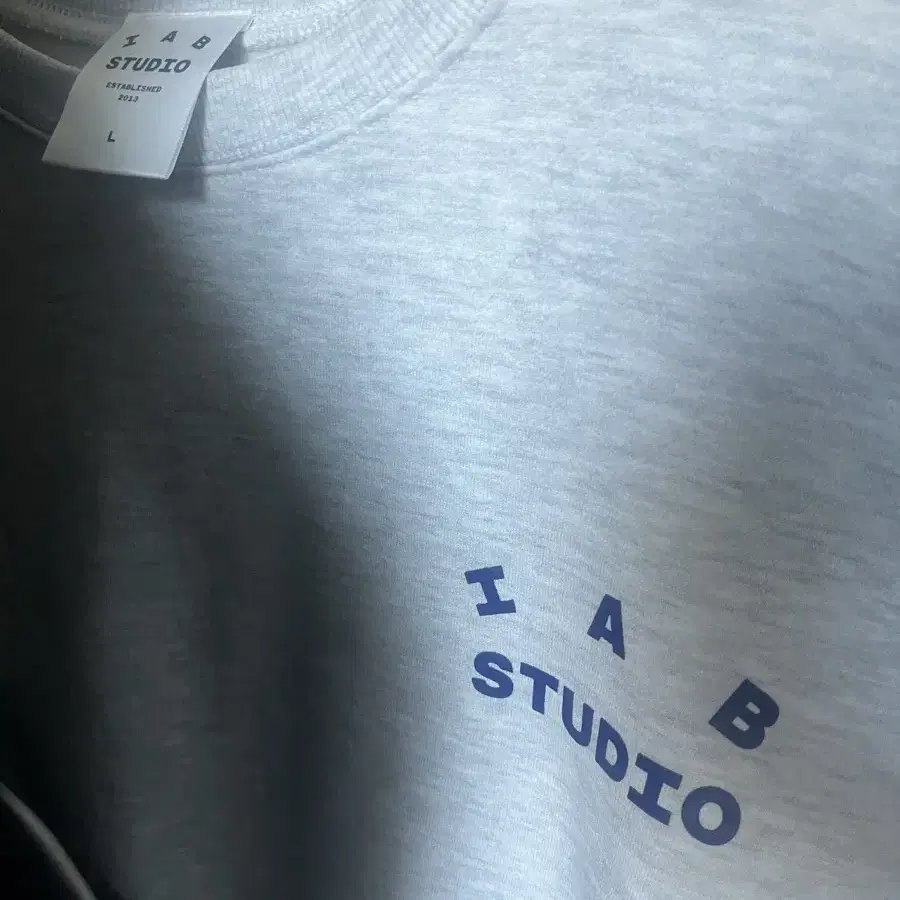 I A B
STUDIO
ESTABLISHED
2013
L
I A B
STUDIO